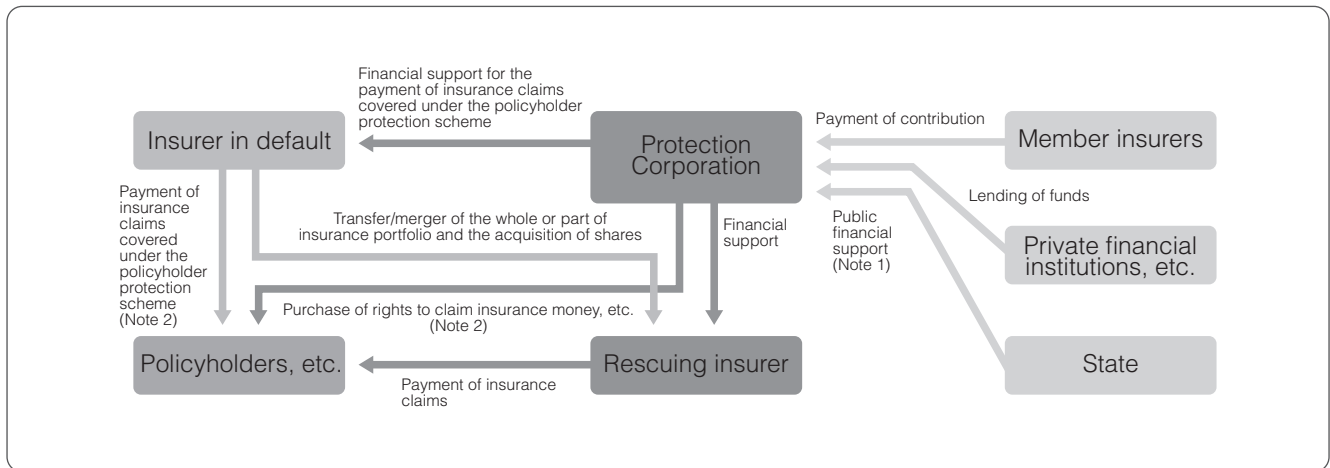 Financial support for the
payment of insurance claims
covered under the policyholder
protection scheme
Insurer in default
Protection
Corporation
Payment of contribution
Member insurers
Payment of
insurance
claims
covered
under the
policyholder
protection
scheme
(Note 2)
Transfer/merger of the whole or part of
insurance portfolio and the acquisition of shares
Financial
support
Public
financial
support
(Note 1)
Lending of funds
Private financial
institutions, etc.
Purchase of rights to claim insurance money, etc.
(Note 2)
Policyholders, etc.
Payment of insurance
claims
Rescuing insurer
State